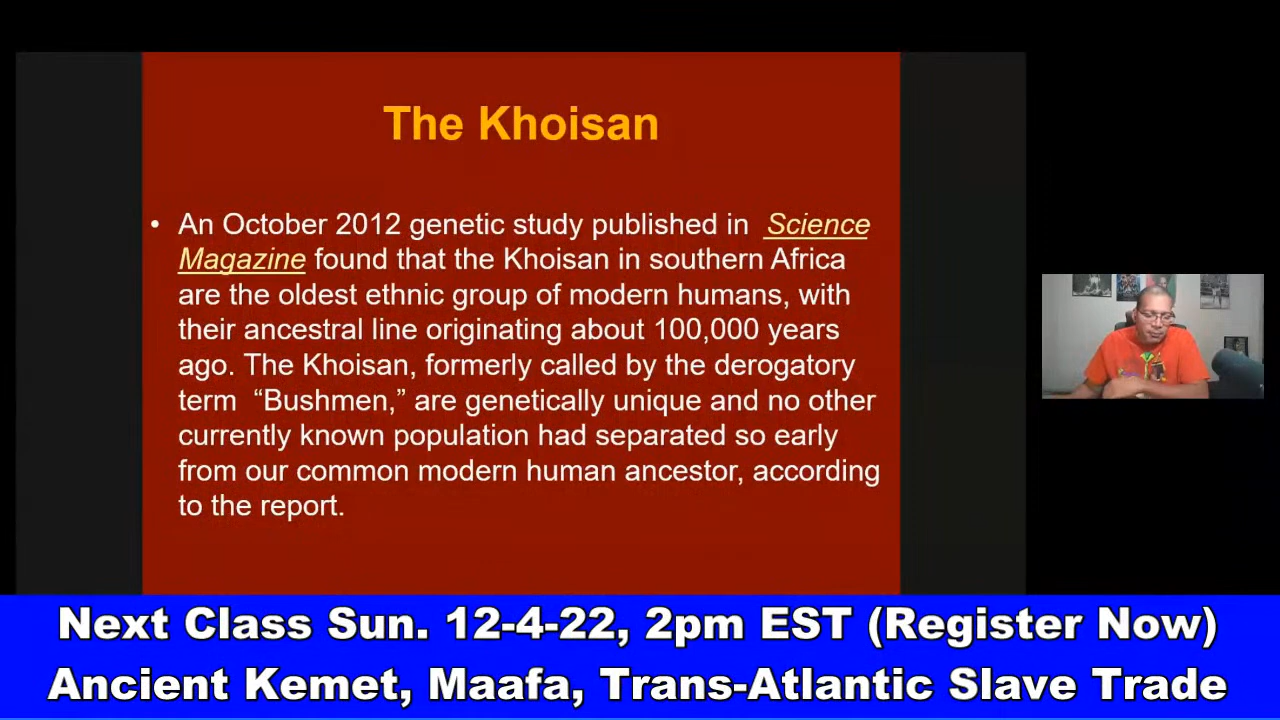 The Khoisan
• An October 2012 genetic study published in Science
Magazine found that the Khoisan in southern Africa
are the oldest ethnic group of modern humans, with
their ancestral line originating about 100,000 years
ago. The Khoisan, formerly called by the derogatory
term “Bushmen,” are genetically unique and no other
currently known population had separated so early
from our common modern human ancestor, according
to the report.
Next Class Sun. 12-4-22, 2pm EST (Register Now)
Ancient Kemet, Maafa, Trans-Atlantic Slave Trade